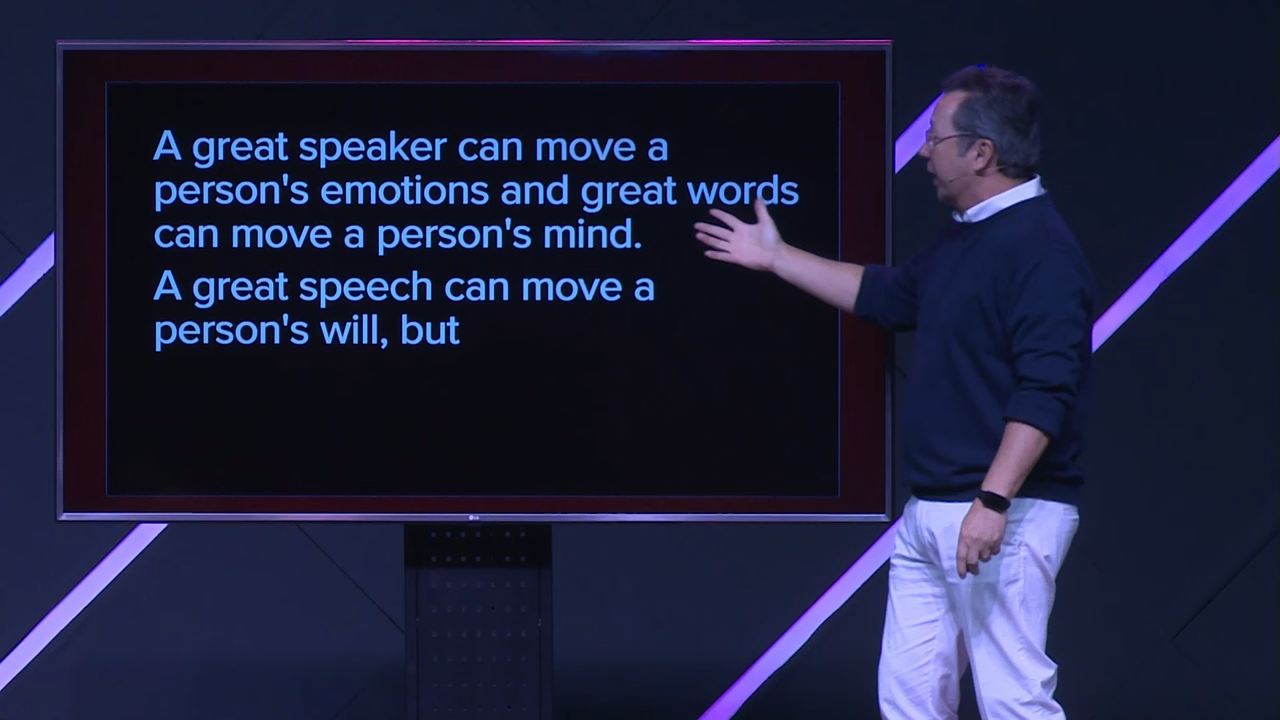 A great speaker can move a
person's emotions and great words
can move a person's mind.
A great speech can move a
person's will, but